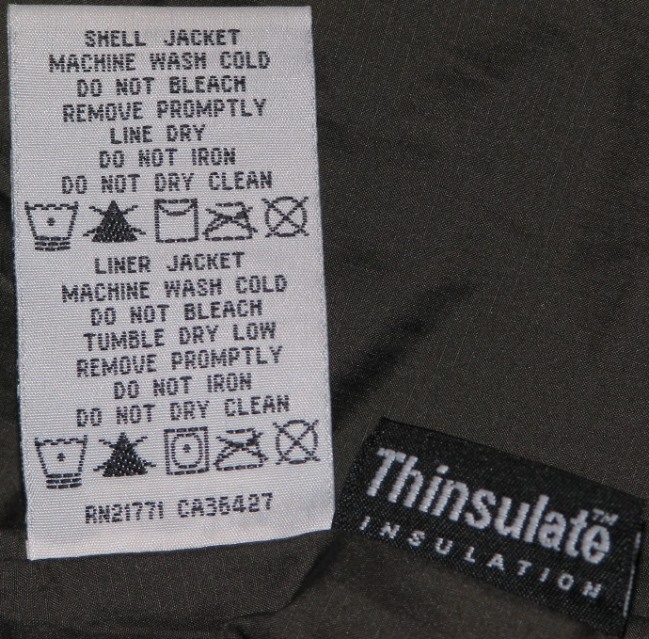 SHELL JACKET
MACHINE WASH COLD
DO NOT BLEACH
REMOVE PROMPTLY
LINE DRY
DO NOT IRON
DO NOT DRY CLEAN
LINER JACKET
MACHINE WASH COLD
DO NOT BLEACH
TUMBLE DRY LOW
REMOVE PROMPTLY
DO NOT IRON
DO NOT DRY CLEAN
RN21771 CA36427
Thinsulate™
INSULATION